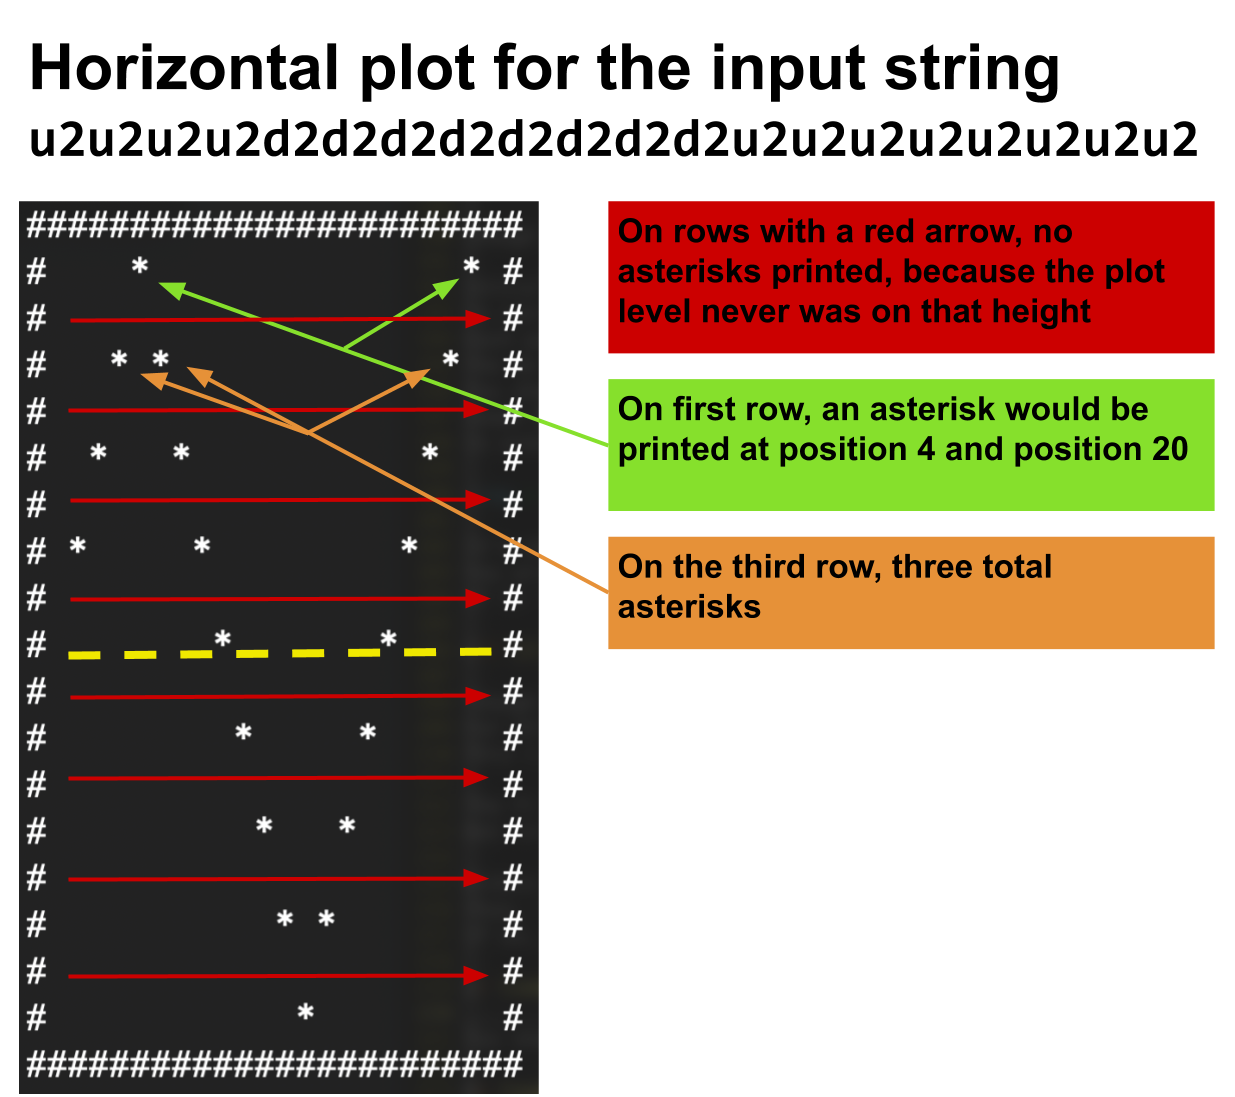 Horizontal plot for the input string
u2u2u2u2d2d2d2d2d2d2d2d2u2u2u2u2u2u2u2u2
########################
#    *               * #
#                      #
#   * *             *  #
#                      #
#  *   *           *   #
#                      #
# *     *         *    #
#                      #
#        *       *     #
#                      #
#         *     *      #
#                      #
#          *   *       #
#                      #
#           * *        #
#                      #
#            *         #
########################
On rows with a red arrow, no
asterisks printed, because the plot
level never was on that height
On first row, an asterisk would be
printed at position 4 and position 20
On the third row, three total
asterisks